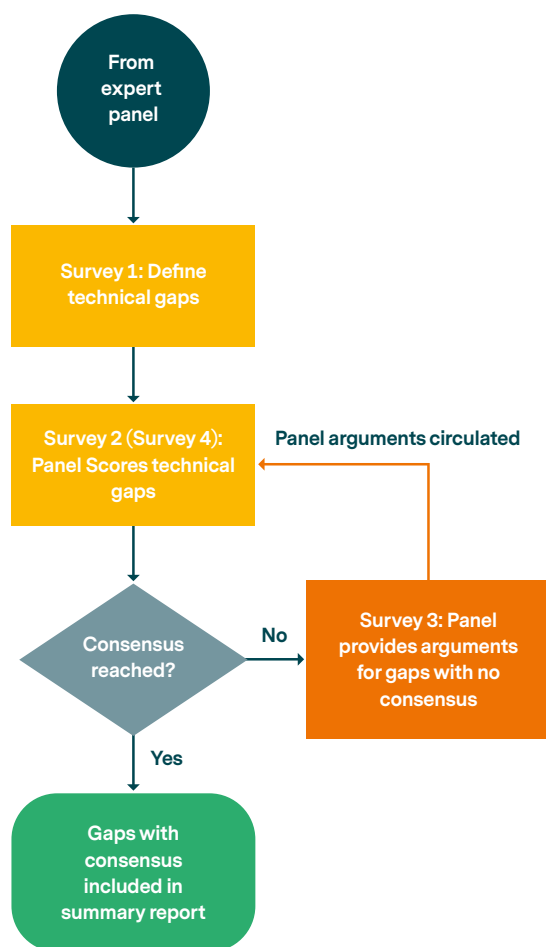 From
expert
panel
Survey 1: Define
technical gaps
Survey 2 (Survey 4):
Panel Scores technical
gaps
Panel arguments circulated
Consensus
reached?
No
Survey 3: Panel
provides arguments
for gaps with no
consensus
Yes
Gaps with
consensus
included in
summary report